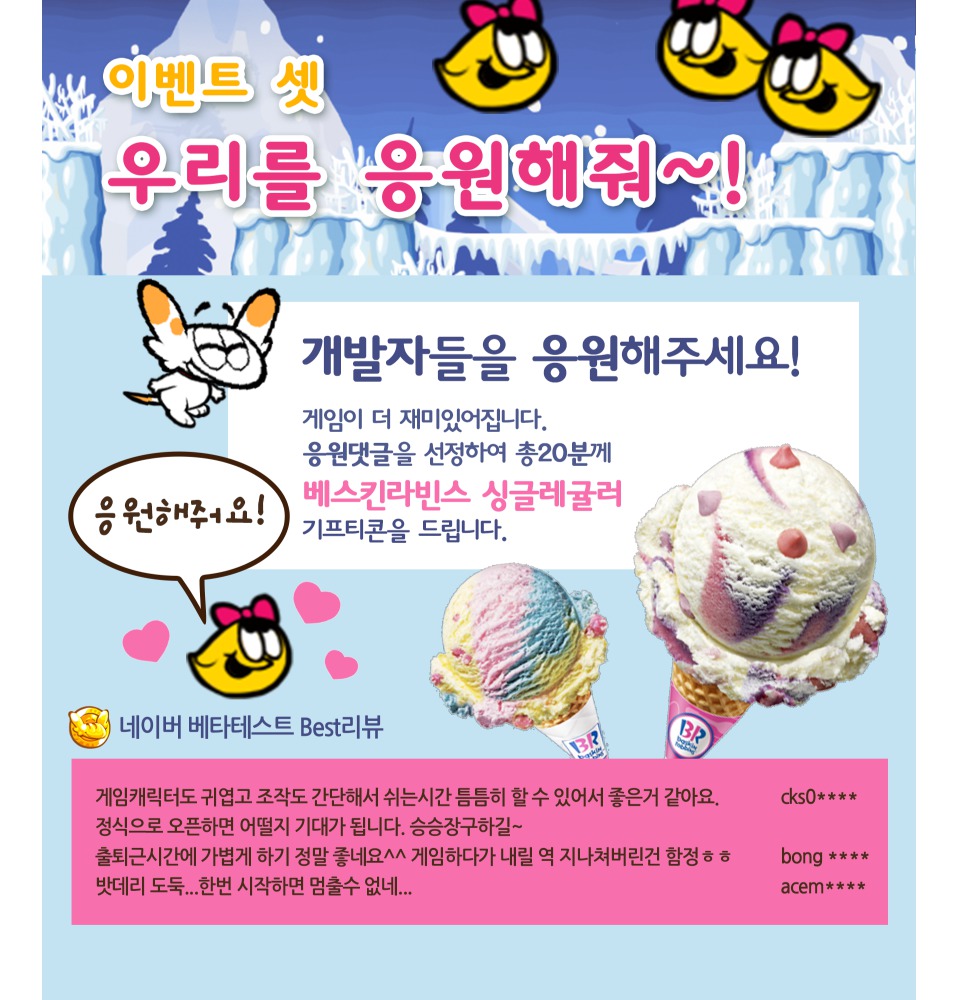 이벤트 셋
우리를 응원해줘~!
개발자들을 응원해주세요!
게임이 더 재미있어집니다.
응원댓글을 선정하여 총20분께
베스킨라빈스 싱글레귤러
기프티콘을 드립니다.
응원해주ㅓ요!
BR
baskin robbins
BR
baskin robbins
네이버 베타테스트 Best리뷰
게임캐릭터도 귀엽고 조작도 간단해서 쉬는시간 틈틈히 할 수 있어서 좋은거 같아요. cks0****
정식으로 오픈하면 어떨지 기대가 됩니다. 승승장구하길~
출퇴근시간에 가볍게 하기 정말 좋네요^^ 게임하다가 내릴 역 지나쳐버린건 함정ㅎㅎ bong ****
밧데리 도둑...한번 시작하면 멈출수 없네... acem****